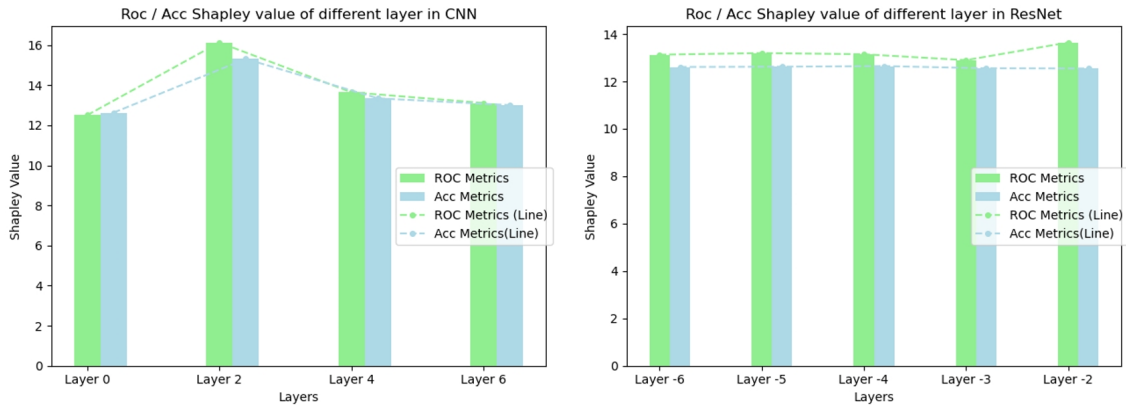 Roc / Acc Shapley value of different layer in CNN
16
14
12
10
8
6
4
2
0
Shapley Value
ROC Metrics
Acc Metrics
ROC Metrics (Line)
Acc Metrics(Line)
Layer 0
Layer 2
Layer 4
Layer 6
Layers
Roc / Acc Shapley value of different layer in ResNet
14
12
10
8
6
4
2
0
Shapley Value
ROC Metrics
Acc Metrics
ROC Metrics (Line)
Acc Metrics(Line)
Layer -6
Layer -5
Layer -4
Layer -3
Layer -2
Layers